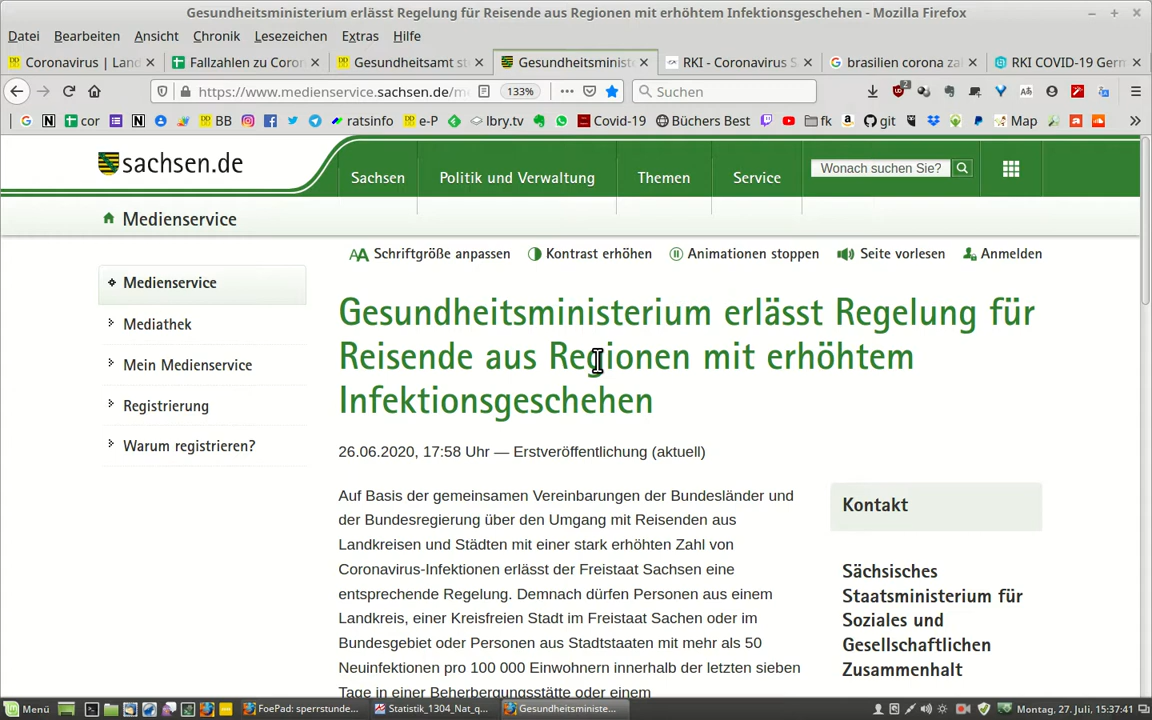 Gesundheitsministerium erlässt Regelung für Reisende aus Regionen mit erhöhtem Infektionsgeschehen - Mozilla Firefox
Datei Bearbeiten Ansicht Chronik Lesezeichen Extras Hilfe
Coronavirus | Land
Fallzahlen zu Coron
Gesundheitsamt st
Gesundheitsminist
RKI - Coronavirus S
brasilien corona za
RKI COVID-19 Germ
https://www.medienservice.sachsen.de/me
133%
Suchen
cor
BB
ratsinfo
e-P
lbry.tv
Covid-19
Büchers Best
fk
git
Map
sachsen.de
Sachsen
Politik und Verwaltung
Themen
Service
Wonach suchen Sie?
Medienservice
Schriftgröße anpassen
Kontrast erhöhen
Animationen stoppen
Seite vorlesen
Anmelden
Medienservice
Mediathek
Mein Medienservice
Registrierung
Warum registrieren?
Gesundheitsministerium erlässt Regelung für
Reisende aus Regionen mit erhöhtem
Infektionsgeschehen
26.06.2020, 17:58 Uhr — Erstveröffentlichung (aktuell)
Auf Basis der gemeinsamen Vereinbarungen der Bundesländer und
der Bundesregierung über den Umgang mit Reisenden aus
Landkreisen und Städten mit einer stark erhöhten Zahl von
Coronavirus-Infektionen erlässt der Freistaat Sachsen eine
entsprechende Regelung. Demnach dürfen Personen aus einem
Landkreis, einer Kreisfreien Stadt im Freistaat Sachen oder im
Bundesgebiet oder Personen aus Stadtstaaten mit mehr als 50
Neuinfektionen pro 100 000 Einwohnern innerhalb der letzten sieben
Tage in einer Beherbergungsstätte oder einem
Kontakt
Sächsisches
Staatsministerium für
Soziales und
Gesellschaftlichen
Zusammenhalt
Menü
FoePad: sperrstunde...
Statistik_1304_Nat_q...
Gesundheitsministe...
Montag, 27. Juli, 15:37:41